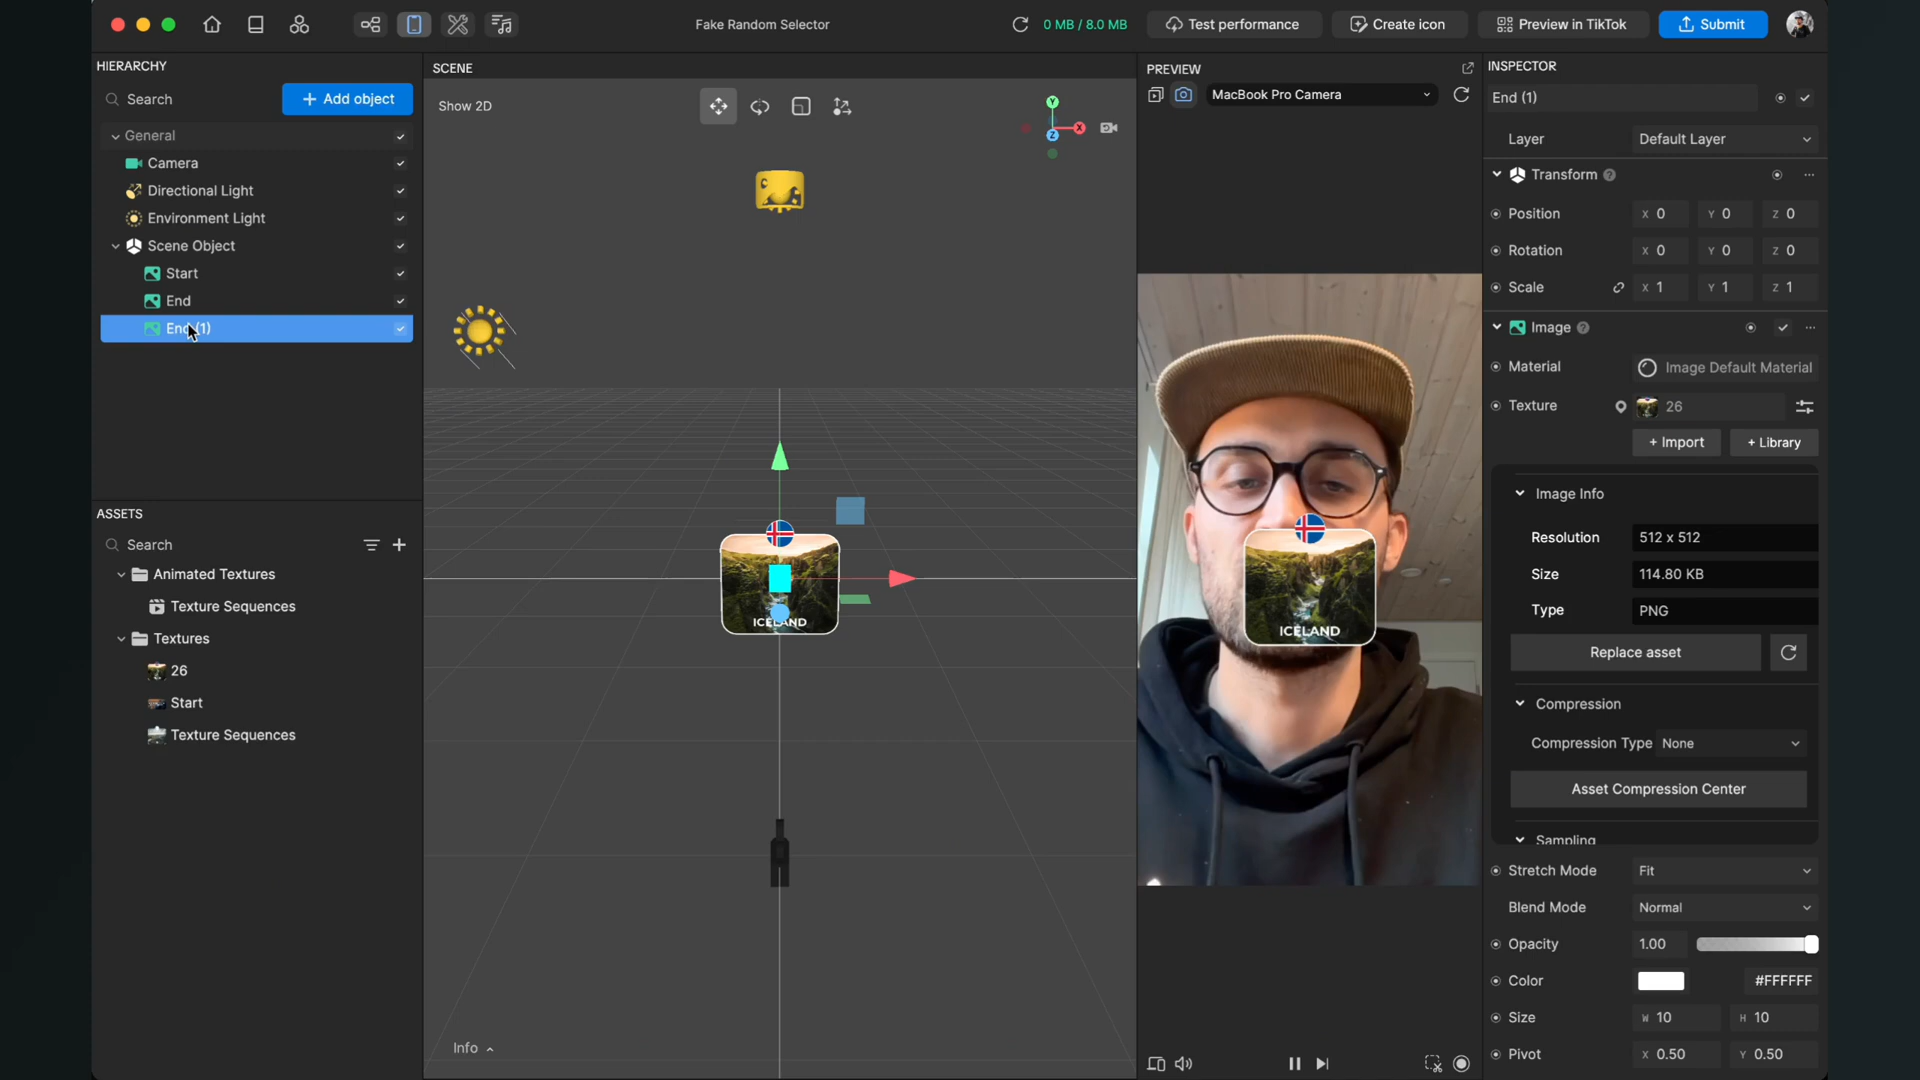 Fake Random Selector
0 MB / 8.0 MB
Test performance
Create icon
Preview in TikTok
Submit
HIERARCHY
Search
+ Add object
General
Camera
Directional Light
Environment Light
Scene Object
Start
End
End (1)
ASSETS
Search
Animated Textures
Texture Sequences
Textures
26
Start
Texture Sequences
SCENE
Show 2D
Y
X
Z
ICELAND
Info
PREVIEW
MacBook Pro Camera
ICELAND
INSPECTOR
End (1)
Layer Default Layer
Transform
Position X 0 Y 0 Z 0
Rotation X 0 Y 0 Z 0
Scale X 1 Y 1 Z 1
Image
Material Image Default Material
Texture 26
+ Import + Library
Image Info
Resolution 512 x 512
Size 114.80 KB
Type PNG
Replace asset
Compression
Compression Type None
Asset Compression Center
Sampling
Stretch Mode Fit
Blend Mode Normal
Opacity 1.00
Color #FFFFFF
Size W 10 H 10
Pivot X 0.50 Y 0.50